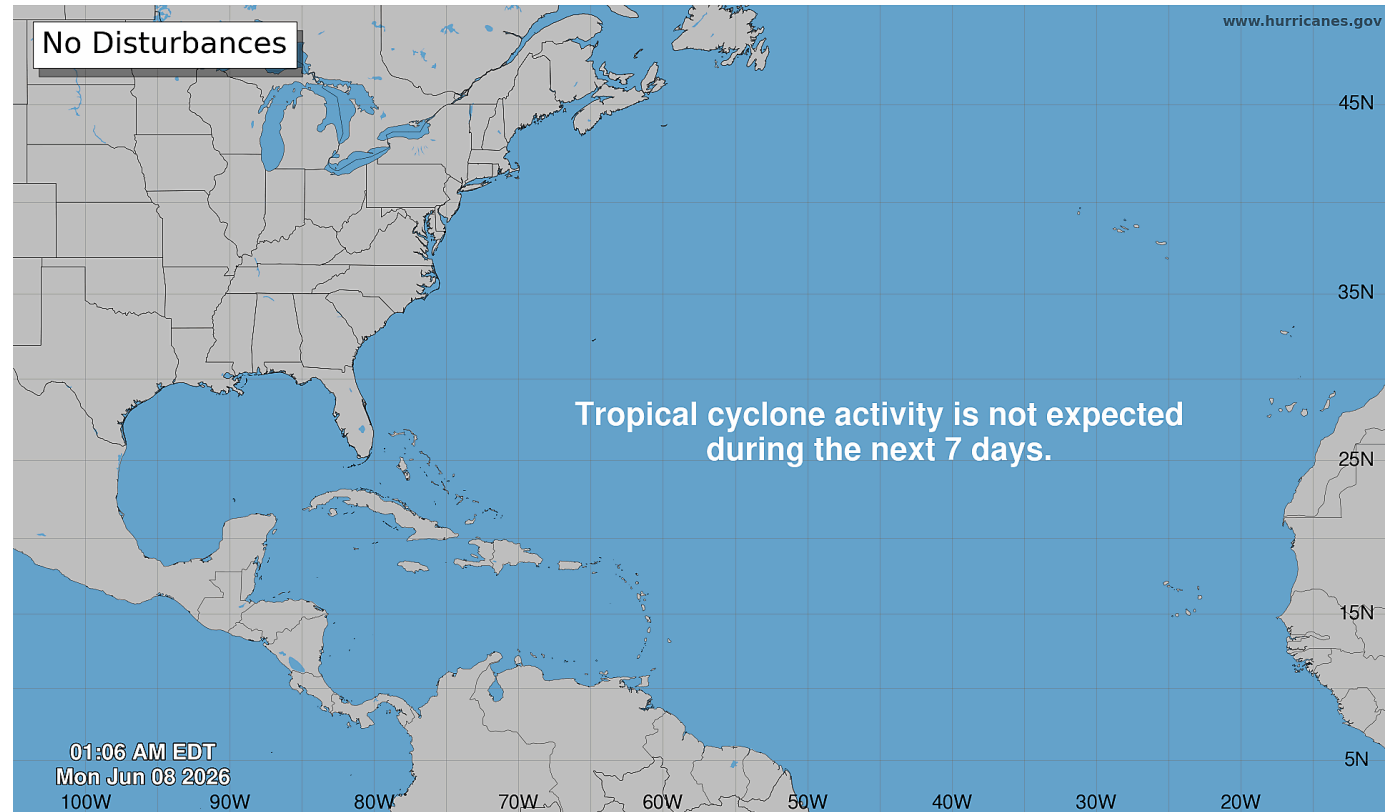 No Disturbances
www.hurricanes.gov
45N
35N
Tropical cyclone activity is not expected
during the next 7 days.
25N
15N
5N
01:06 AM EDT
Mon Jun 08 2026
100W 90W 80W 70W 60W 50W 40W 30W 20W